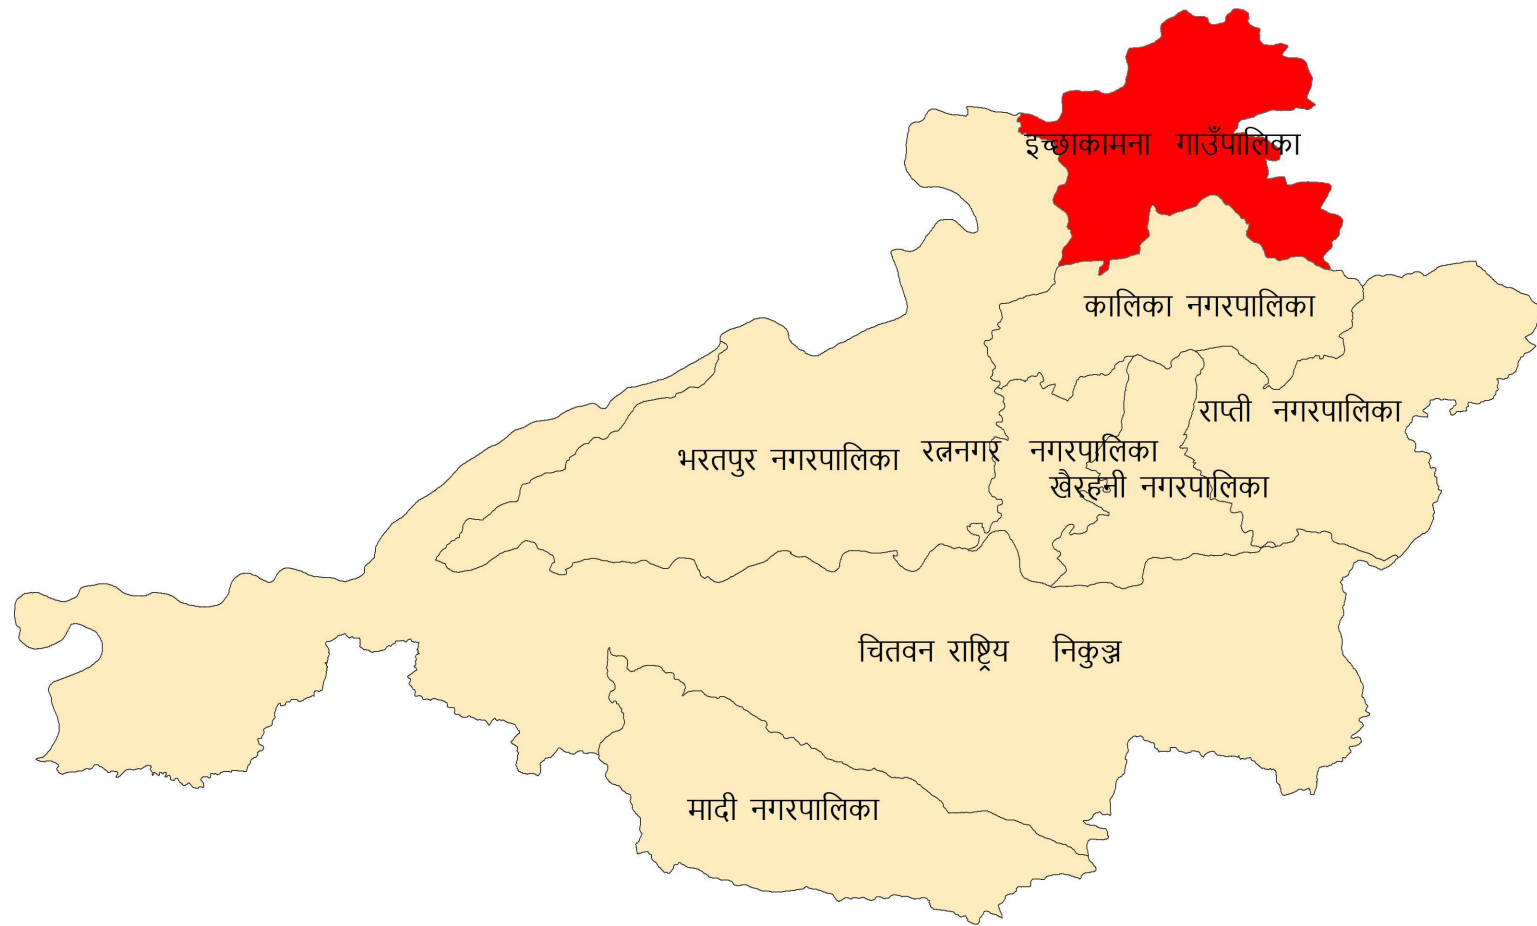 इच्छाकामना गाउँपालिका
कालिका नगरपालिका
राप्ती नगरपालिका
भरतपुर नगरपालिका
रत्ननगर नगरपालिका
खैरहनी नगरपालिका
चितवन राष्ट्रिय निकुञ्ज
मादी नगरपालिका